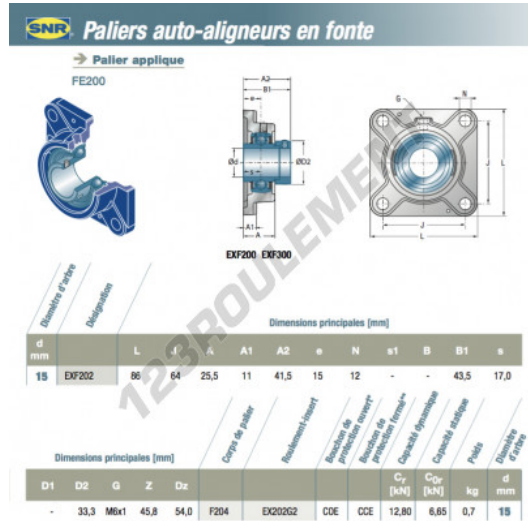 SNR Paliers auto-aligneurs en fonte
Palier applique
FE200
A2
B1
e
N
G
Ød
s
ØD2
J
L
A1
A
J
L
EXF200 EXF300
123ROULEMENT
Diamètre d'arbre
Désignation
Dimensions principales [mm]
d mm L J A A1 A2 e N s1 B B1 s
15 EXF202 86 64 25,5 11 41,5 15 12 - - 43,5 17,0
Dimensions principales [mm]
Corps de palier
Roulement-insert
Bouchon de protection ouvert*
Bouchon de protection fermé**
Capacité dynamique
Capacité statique
Poids
Diamètre d'arbre
D1 D2 G Z Dz Cr [kN] C0r [kN] kg d mm
- 33,3 M6x1 45,8 54,0 F204 EX202G2 COE CCE 12,80 6,65 0,7 15